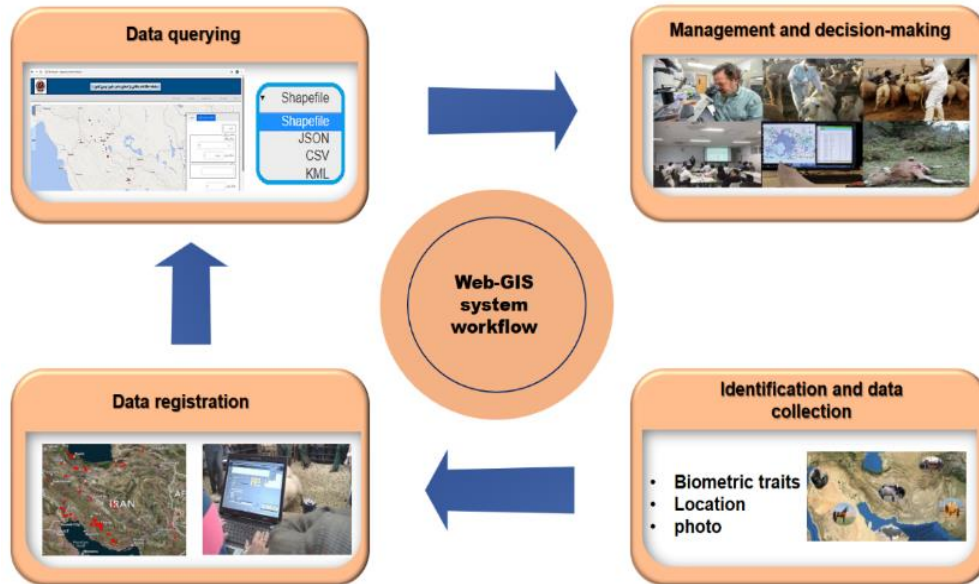 Data querying
Shapefile
Shapefile
JSON
CSV
KML
Management and decision-making
Web-GIS
system
workflow
Data registration
IRAN
Identification and data
collection
• Biometric traits
• Location
• photo